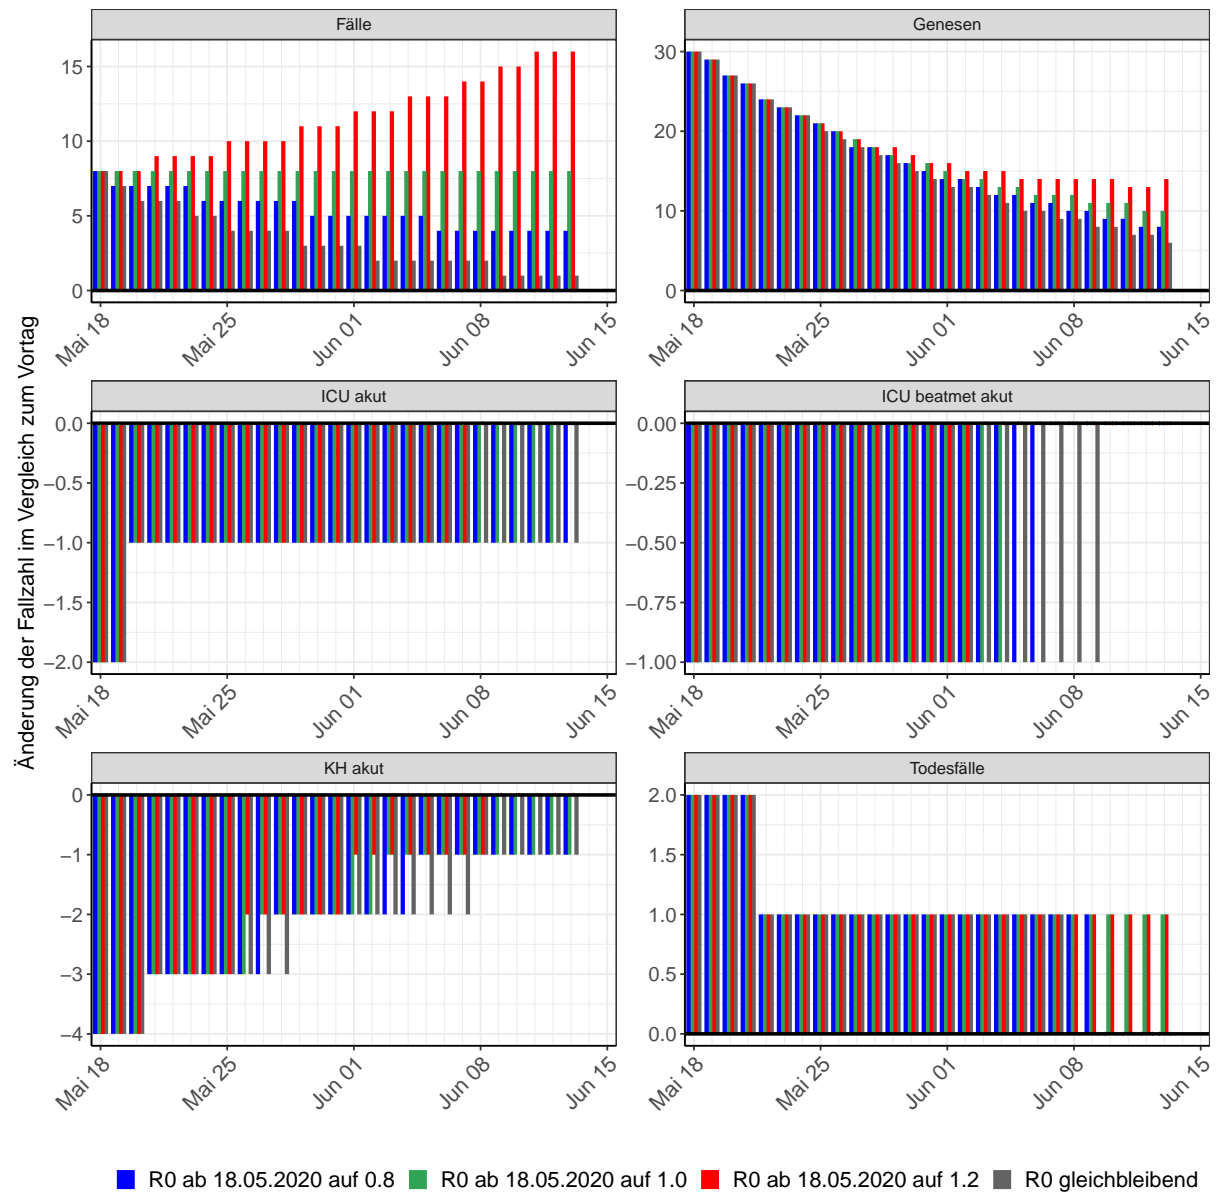 Fälle
Genesen
15
10
5
0
30
20
10
0
Mai 18
Mai 25
Jun 01
Jun 08
Jun 15
Mai 18
Mai 25
Jun 01
Jun 08
Jun 15
Änderung der Fallzahl im Vergleich zum Vortag
ICU akut
ICU beatmet akut
0.0
−0.5
−1.0
−1.5
−2.0
0.00
−0.25
−0.50
−0.75
−1.00
Mai 18
Mai 25
Jun 01
Jun 08
Jun 15
Mai 18
Mai 25
Jun 01
Jun 08
Jun 15
KH akut
Todesfälle
0
−1
−2
−3
−4
2.0
1.5
1.0
0.5
0.0
Mai 18
Mai 25
Jun 01
Jun 08
Jun 15
Mai 18
Mai 25
Jun 01
Jun 08
Jun 15
R0 ab 18.05.2020 auf 0.8 R0 ab 18.05.2020 auf 1.0 R0 ab 18.05.2020 auf 1.2 R0 gleichbleibend